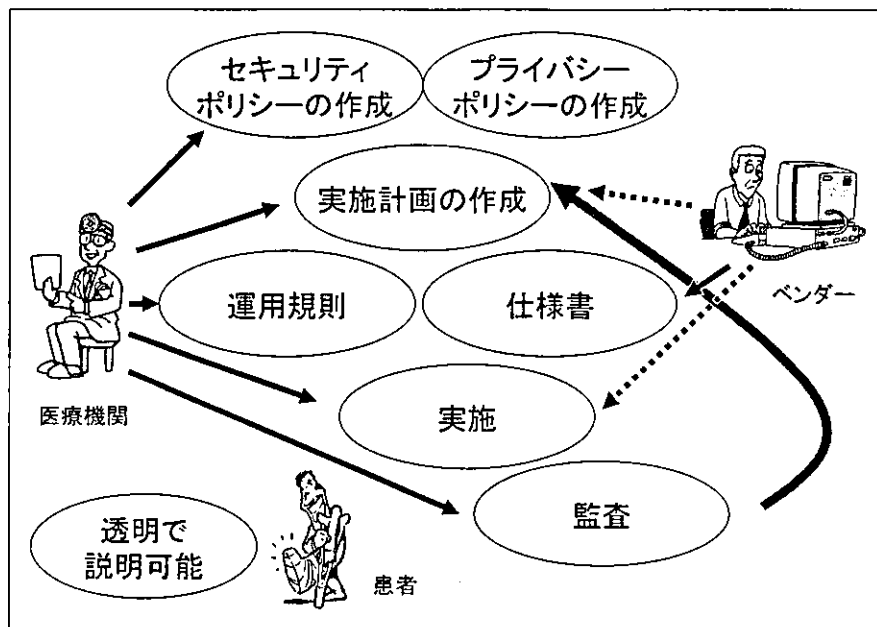 セキュリティ
ポリシーの作成
プライバシー
ポリシーの作成
実施計画の作成
運用規則
仕様書
ベンダー
医療機関
実施
監査
透明で
説明可能
患者